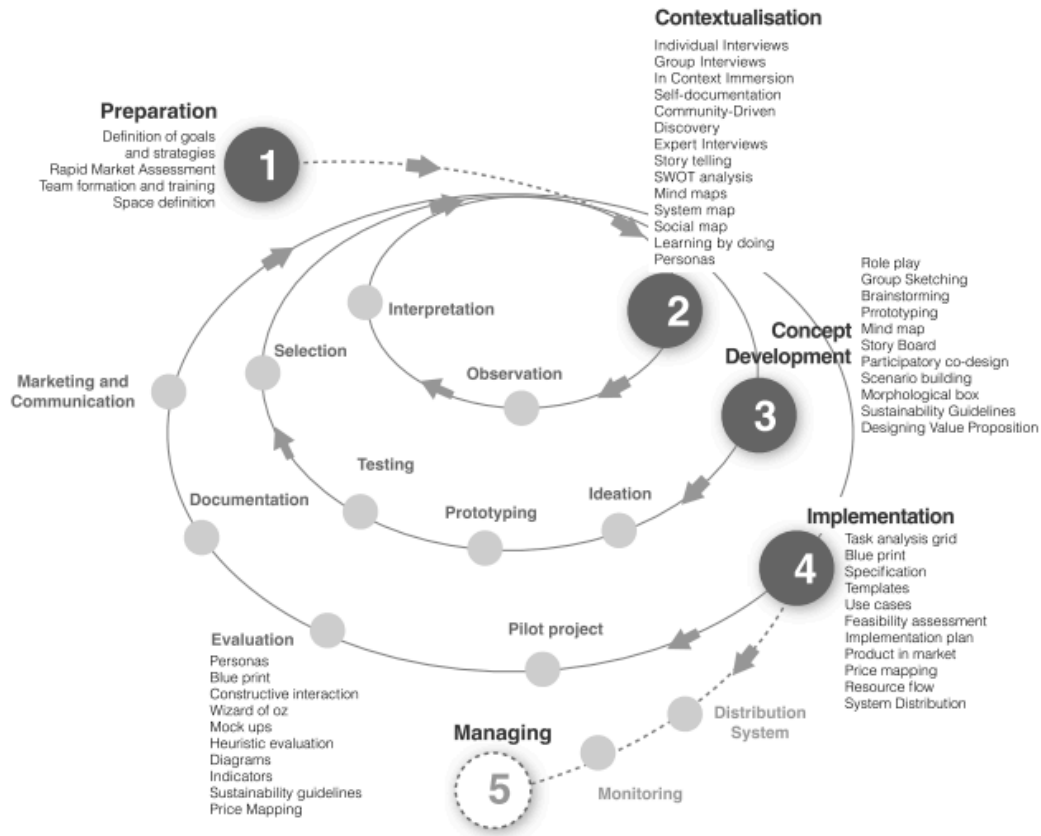 Contextualisation
Individual Interviews
Group Interviews
In Context Immersion
Self-documentation
Community-Driven
Discovery
Expert Interviews
Story telling
SWOT analysis
Mind maps
System map
Social map
Learning by doing
Personas
Preparation
Definition of goals
and strategies
Rapid Market Assessment
Team formation and training
Space definition
1
2
Interpretation
Observation
Concept
Development
3
Role play
Group Sketching
Brainstorming
Prrototyping
Mind map
Story Board
Participatory co-design
Scenario building
Morphological box
Sustainability Guidelines
Designing Value Proposition
Selection
Testing
Prototyping
Ideation
Marketing and
Communication
Documentation
Implementation
4
Task analysis grid
Blue print
Specification
Templates
Use cases
Feasibility assessment
Implementation plan
Product in market
Price mapping
Resource flow
System Distribution
Pilot project
Evaluation
Personas
Blue print
Constructive interaction
Wizard of oz
Mock ups
Heuristic evaluation
Diagrams
Indicators
Sustainability guidelines
Price Mapping
Distribution
System
Managing
5
Monitoring